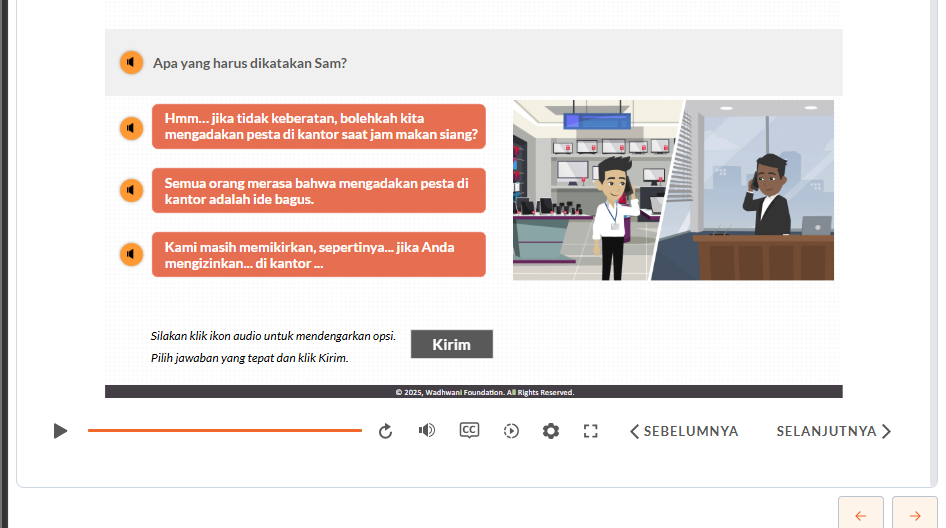 Apa yang harus dikatakan Sam?
Hmm... jika tidak keberatan, bolehkah kita
mengadakan pesta di kantor saat jam makan siang?
Semua orang merasa bahwa mengadakan pesta di
kantor adalah ide bagus.
Kami masih memikirkan, sepertinya... jika Anda
mengizinkan... di kantor ...
Silakan klik ikon audio untuk mendengarkan opsi.
Pilih jawaban yang tepat dan klik Kirim.
Kirim
© 2025, Wadhwani Foundation. All Rights Reserved.
CC
SEBELUMNYA
SELANJUTNYA